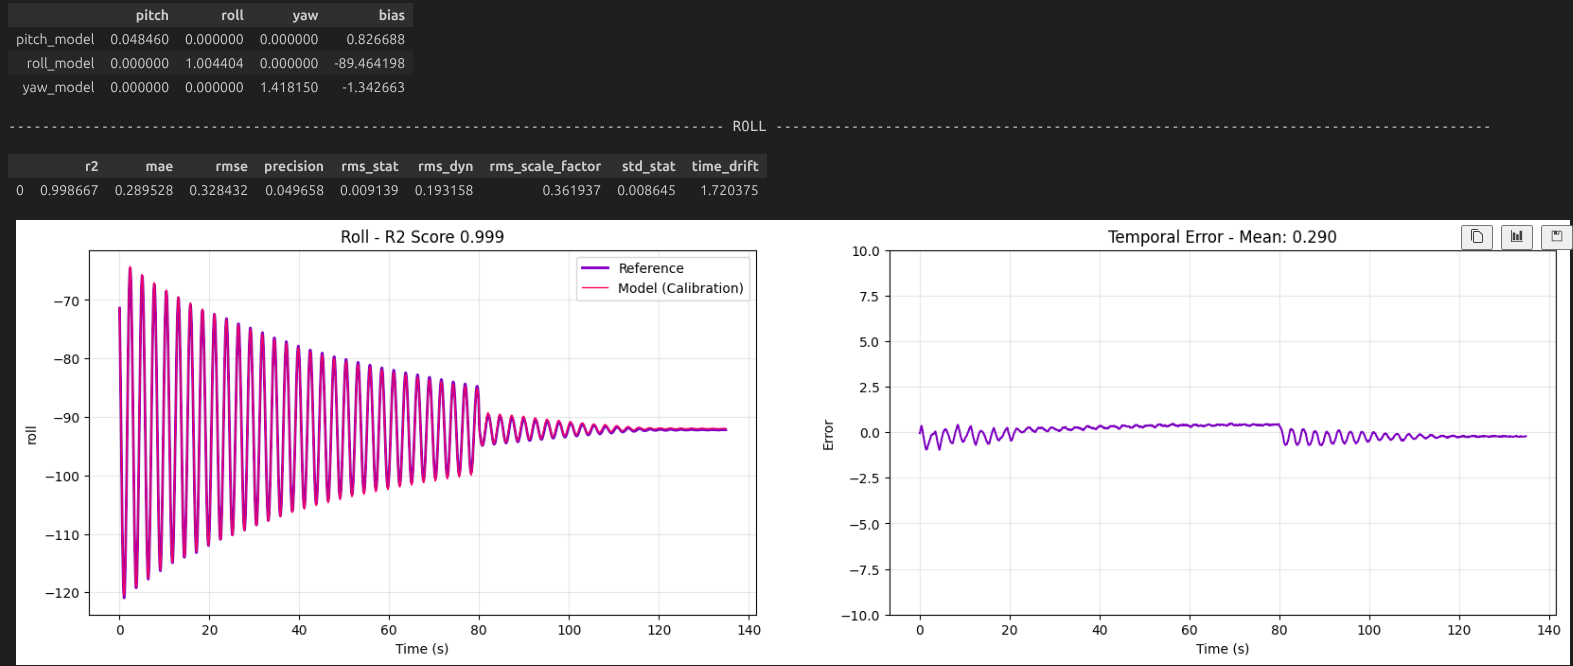 pitch roll yaw bias
pitch_model 0.048460 0.000000 0.000000 0.826688
roll_model 0.000000 1.004404 0.000000 -89.464198
yaw_model 0.000000 0.000000 1.418150 -1.342663
ROLL
r2 mae rmse precision rms_stat rms_dyn rms_scale_factor std_stat time_drift
0 0.998667 0.289528 0.328432 0.049658 0.009139 0.193158 0.361937 0.008645 1.720375
Roll - R2 Score 0.999
Reference
Model (Calibration)
roll
−70
−80
−90
−100
−110
−120
0 20 40 60 80 100 120 140
Time (s)
Temporal Error - Mean: 0.290
Error
10.0
7.5
5.0
2.5
0.0
−2.5
−5.0
−7.5
−10.0
0 20 40 60 80 100 120 140
Time (s)